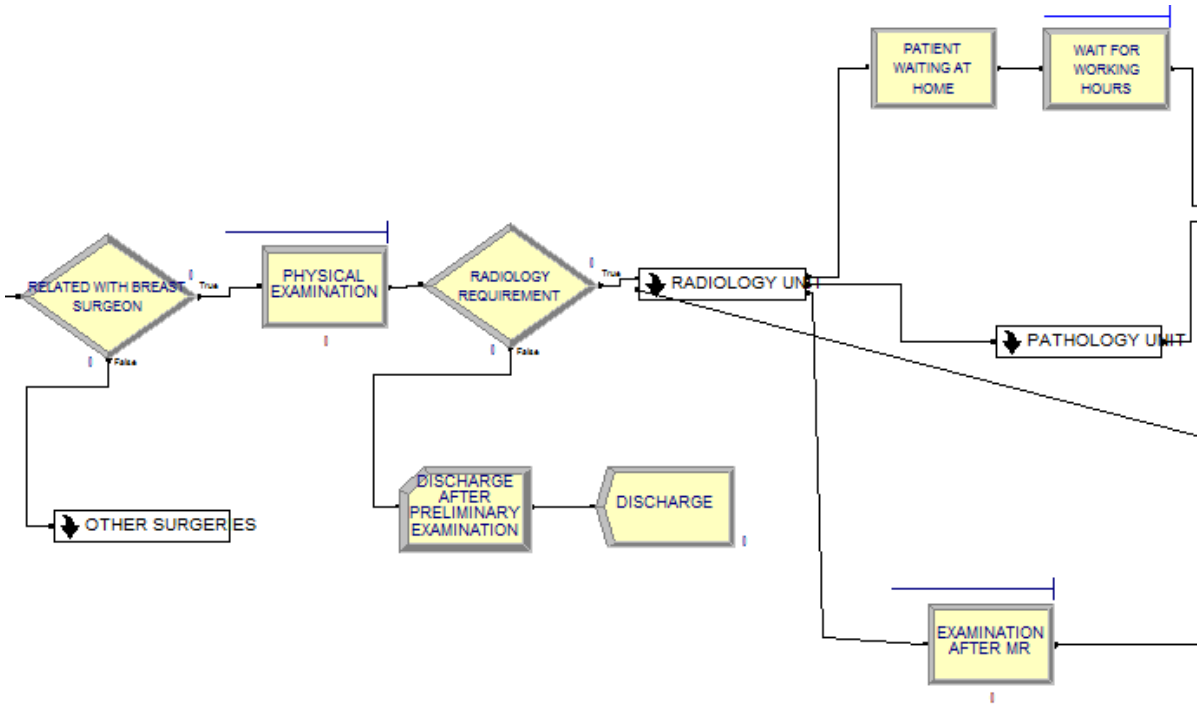 PATIENT
WAITING AT
HOME
WAIT FOR
WORKING
HOURS
RELATED WITH BREAST
SURGEON
True
False
PHYSICAL
EXAMINATION
RADIOLOGY
REQUIREMENT
True
False
RADIOLOGY UNIT
PATHOLOGY UNIT
OTHER SURGERIES
DISCHARGE
AFTER
PRELIMINARY
EXAMINATION
DISCHARGE
EXAMINATION
AFTER MR